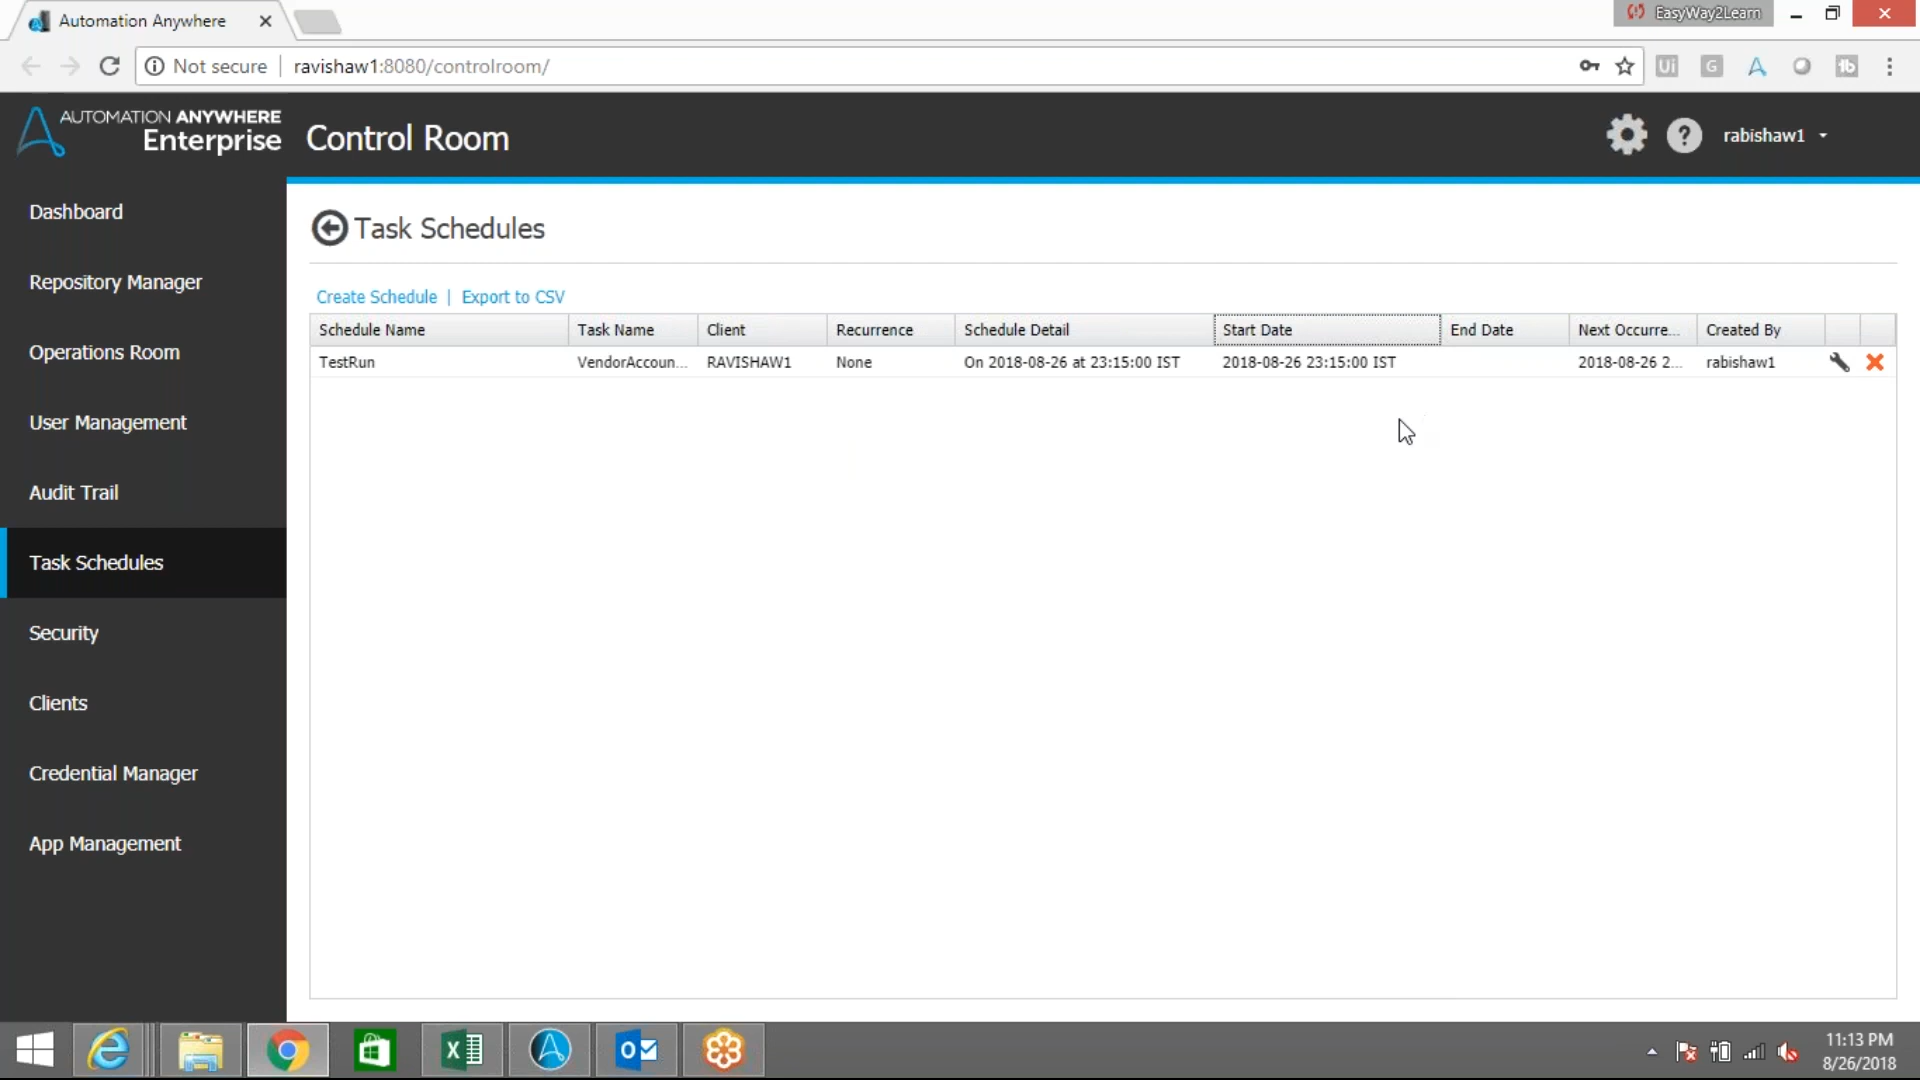 Automation Anywhere
EasyWay2Learn
Not secure
ravishaw1:8080/controlroom/
Ui G 1b
AUTOMATION ANYWHERE
Enterprise
Control Room
? rabishaw1
Dashboard
Repository Manager
Operations Room
User Management
Audit Trail
Task Schedules
Security
Clients
Credential Manager
App Management
Task Schedules
Create Schedule | Export to CSV
Schedule Name Task Name Client Recurrence Schedule Detail Start Date End Date Next Occurre... Created By
TestRun VendorAccoun... RAVISHAW1 None On 2018-08-26 at 23:15:00 IST 2018-08-26 23:15:00 IST 2018-08-26 2... rabishaw1
11:13 PM
8/26/2018